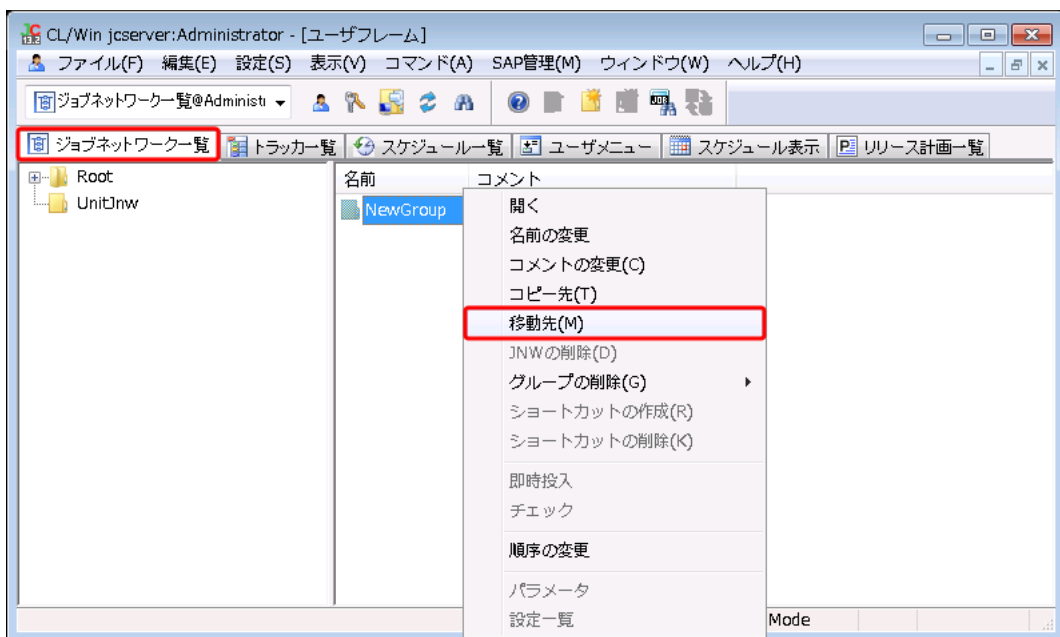 CL/Win jcserver:Administrator - [ユーザフレーム]
ファイル(F) 編集(E) 設定(S) 表示(V) コマンド(A) SAP管理(M) ウィンドウ(W) ヘルプ(H)
ジョブネットワーク一覧@Administr
ジョブネットワーク一覧 トラッカ一覧 スケジュール一覧 ユーザメニュー スケジュール表示 リリース計画一覧
Root
UnitJnw
名前 コメント
NewGroup
開く
名前の変更
コメントの変更(C)
コピー先(T)
移動先(M)
JNWの削除(D)
グループの削除(G)
ショートカットの作成(R)
ショートカットの削除(K)
即時投入
チェック
順序の変更
パラメータ
設定一覧
Mode